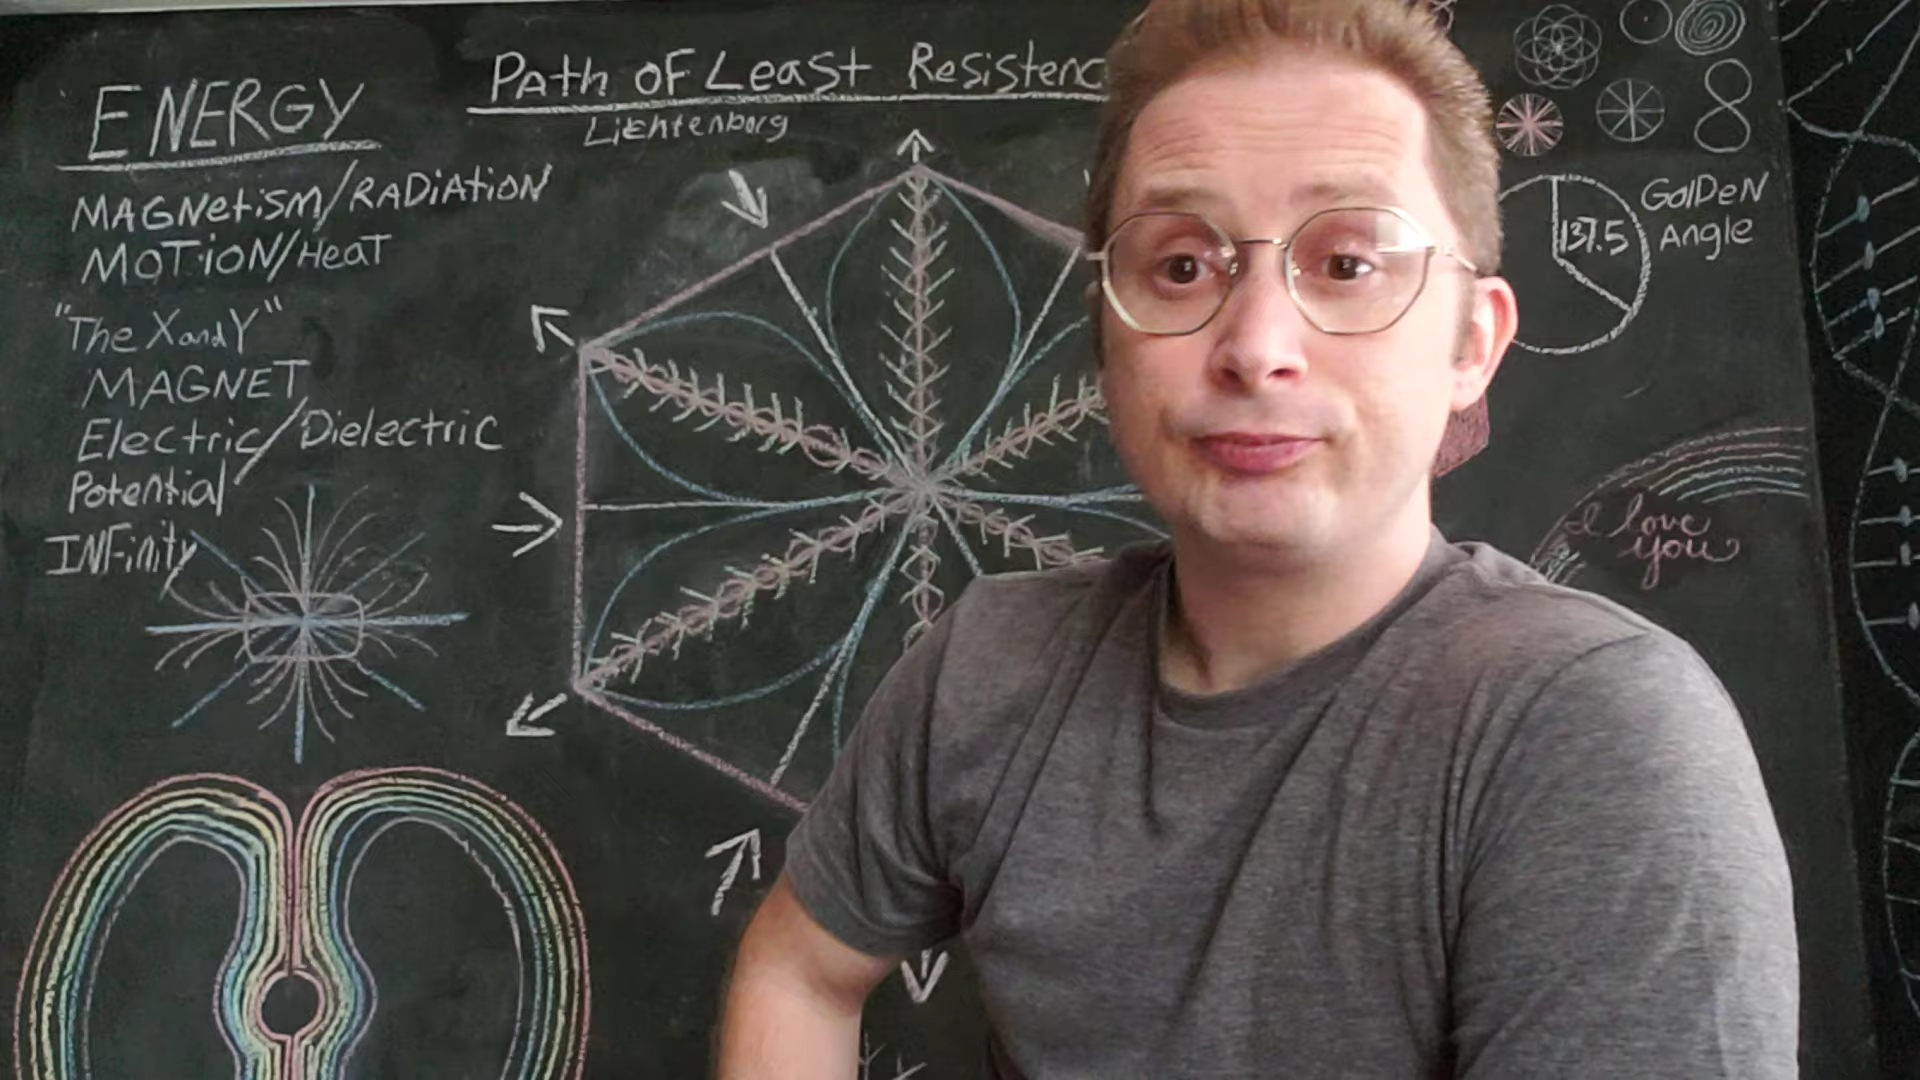 ENERGY
MAGNetiSm/RADiAtiON
MOTiON/HeaT
"The X and Y"
MAGNET
Electric/Dielectric
Potential
INFinity
PATH OF LeasT Resistenc
GolDeN
Angle
137.5
8
I love
you